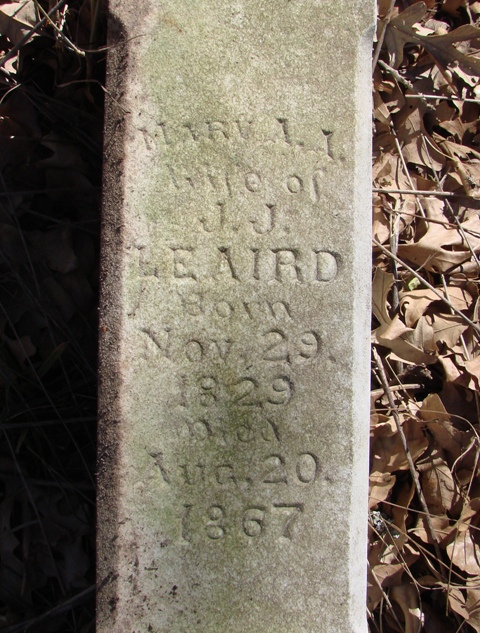 MARY A. I.
Wife of
J. J.
LEAIRD
Born
Nov. 29.
1829
Died
Aug. 20.
1867